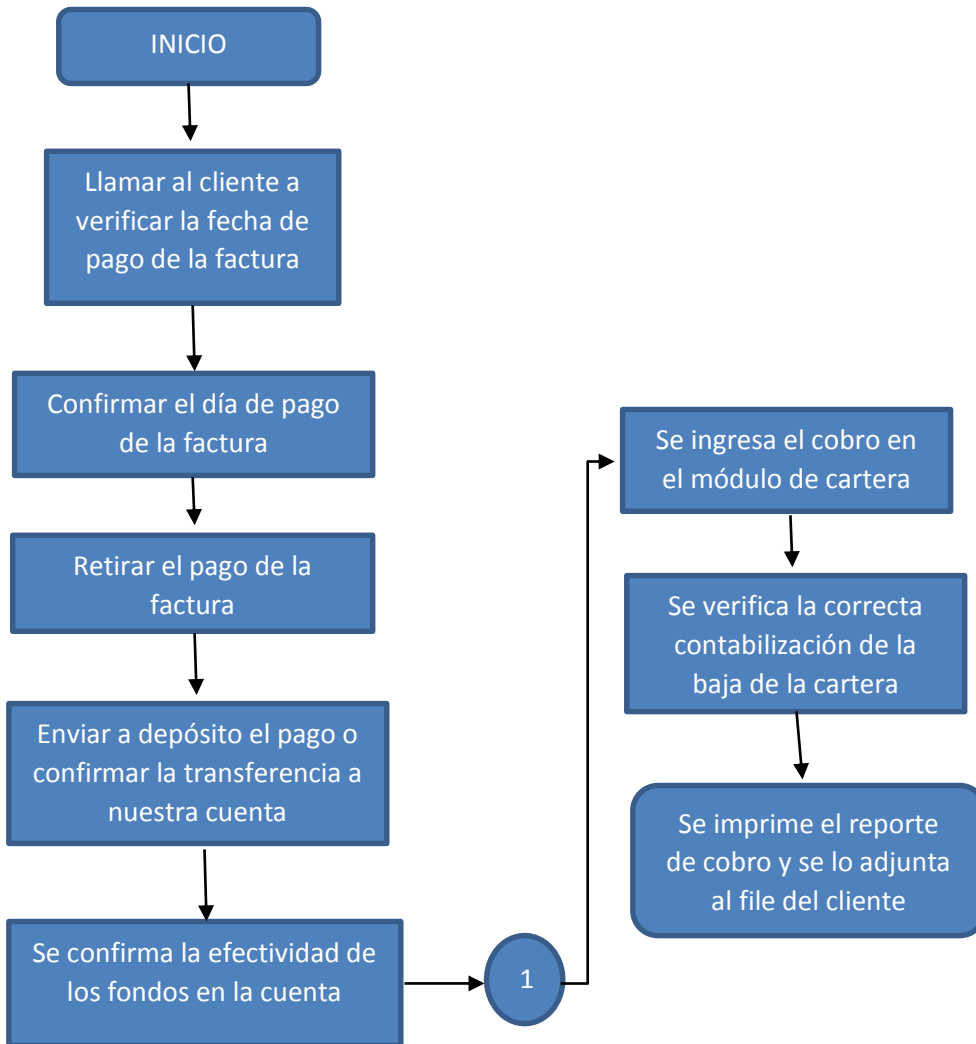 INICIO
Llamar al cliente a
verificar la fecha de
pago de la factura
Confirmar el día de pago
de la factura
Retirar el pago de la
factura
Enviar a depósito el pago o
confirmar la transferencia a
nuestra cuenta
Se confirma la efectividad de
los fondos en la cuenta
1
Se ingresa el cobro en
el módulo de cartera
Se verifica la correcta
contabilización de la
baja de la cartera
Se imprime el reporte
de cobro y se lo adjunta
al file del cliente